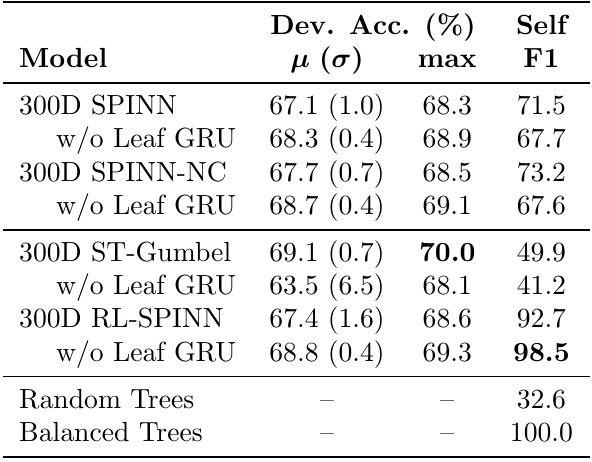 Dev. Acc. (%) Self
Model μ (σ) max F1
300D SPINN 67.1 (1.0) 68.3 71.5
w/o Leaf GRU 68.3 (0.4) 68.9 67.7
300D SPINN-NC 67.7 (0.7) 68.5 73.2
w/o Leaf GRU 68.7 (0.4) 69.1 67.6
300D ST-Gumbel 69.1 (0.7) 70.0 49.9
w/o Leaf GRU 63.5 (6.5) 68.1 41.2
300D RL-SPINN 67.4 (1.6) 68.6 92.7
w/o Leaf GRU 68.8 (0.4) 69.3 98.5
Random Trees – – 32.6
Balanced Trees – – 100.0